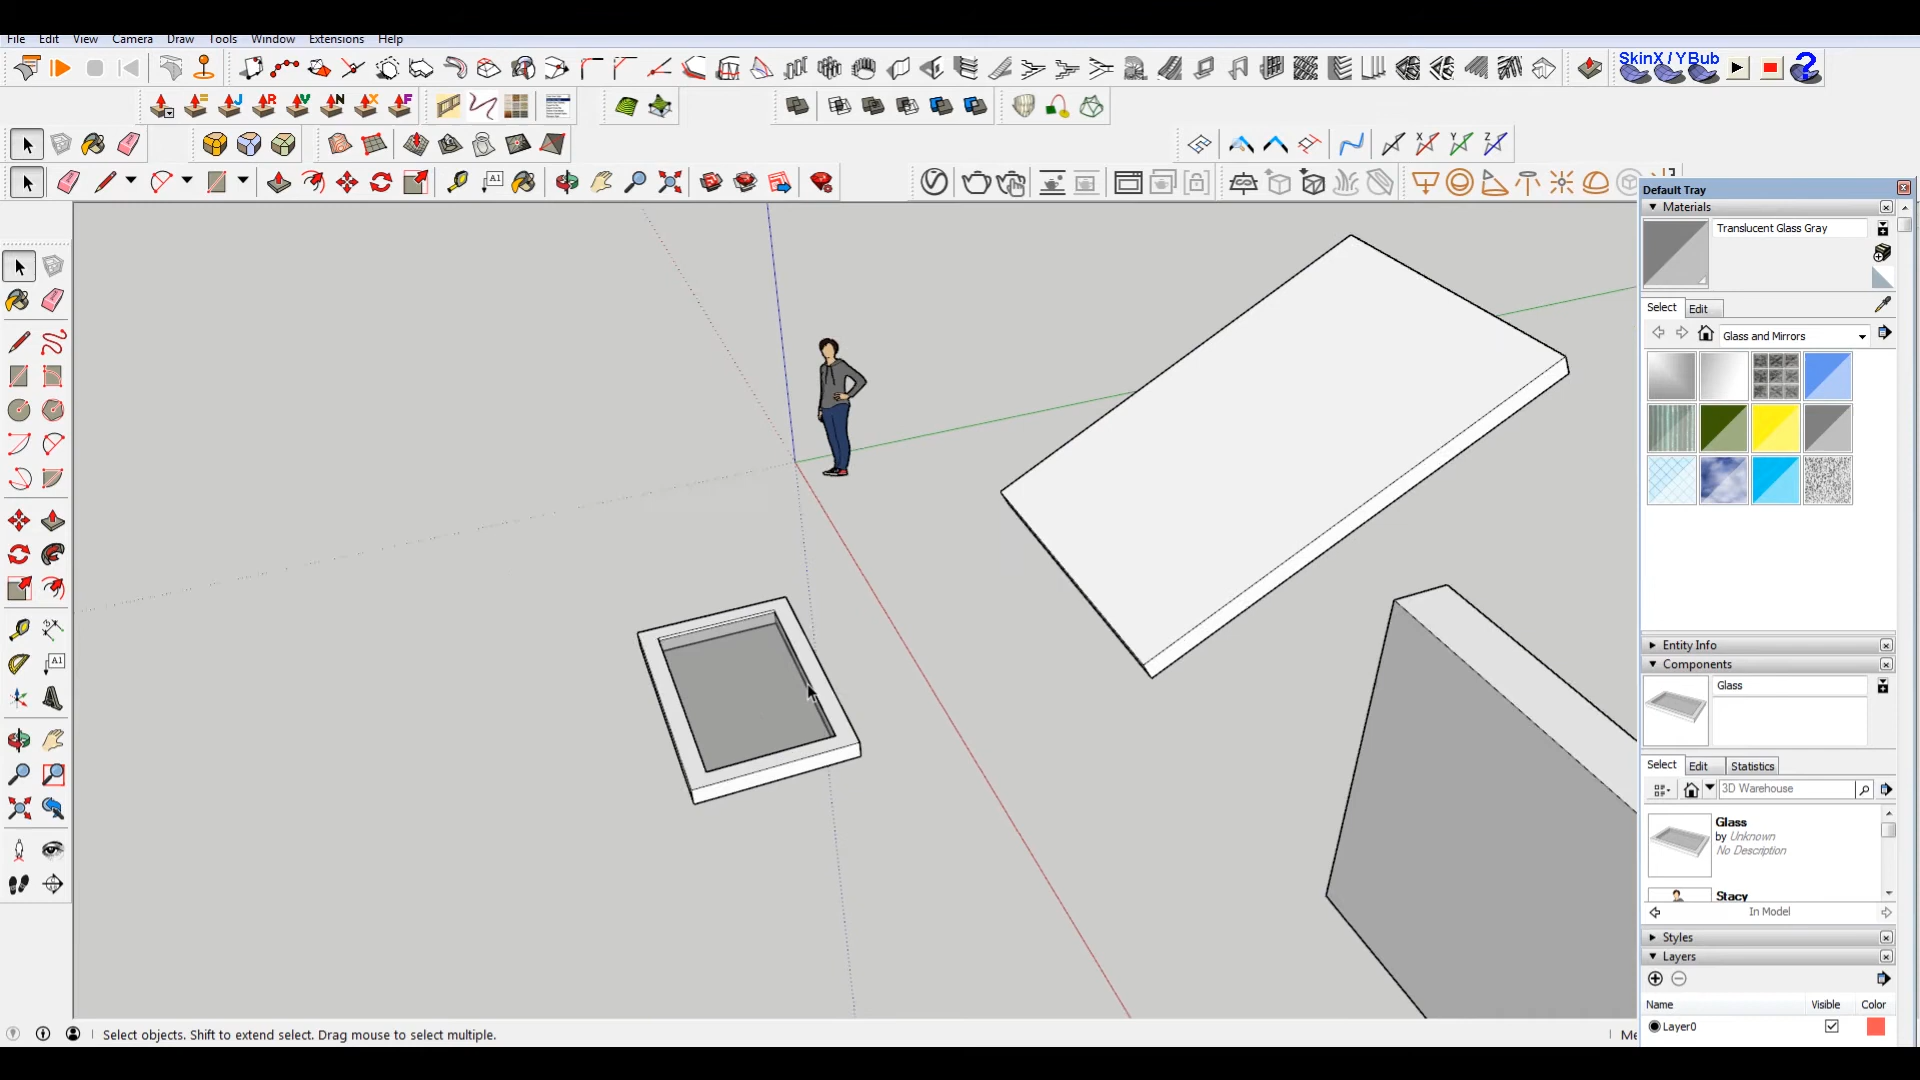 File Edit View Camera Draw Tools Window Extensions Help
SkinX / YBub
?
J R V N X F
X Y Z
A1
Default Tray
Materials
Translucent Glass Gray
Select Edit
Glass and Mirrors
A1
Entity Info
Components
Glass
Select Edit Statistics
3D Warehouse
Glass
by Unknown
No Description
Stacy
In Model
Styles
Layers
Name Visible Color
Layer0
Select objects. Shift to extend select. Drag mouse to select multiple.